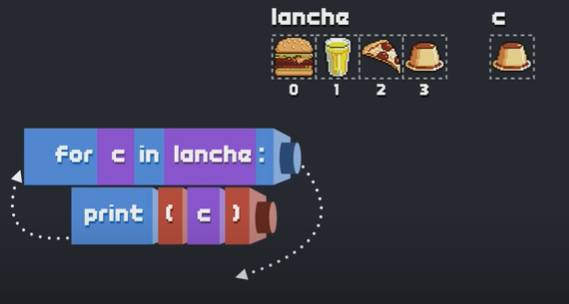 lanche c
0 1 2 3
for c in lanche:
print ( c )